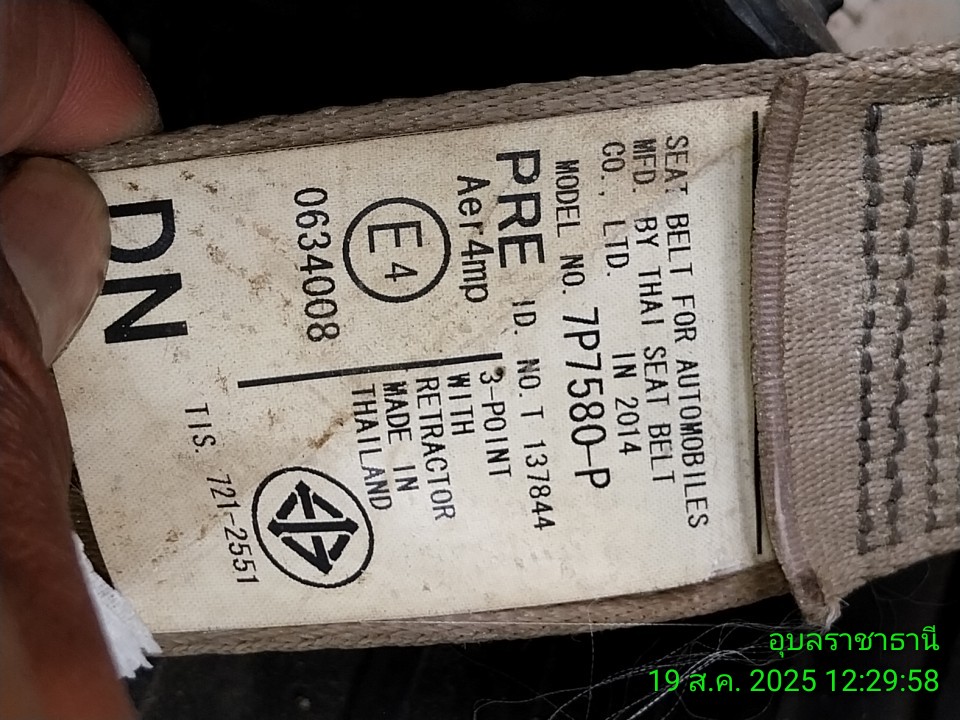 SEAT BELT FOR AUTOMOBILES
MFD. BY THAI SEAT BELT
CO., LTD. IN 2014
MODEL NO. 7P7580-P
PRE ID. NO. T 137844
Aer4mp
E4
0634008
3-POINT
WITH
RETRACTOR
MADE IN
THAILAND
TIS. 721-2551
DN
อุบลราชาธานี
19 ส.ค. 2025 12:29:58